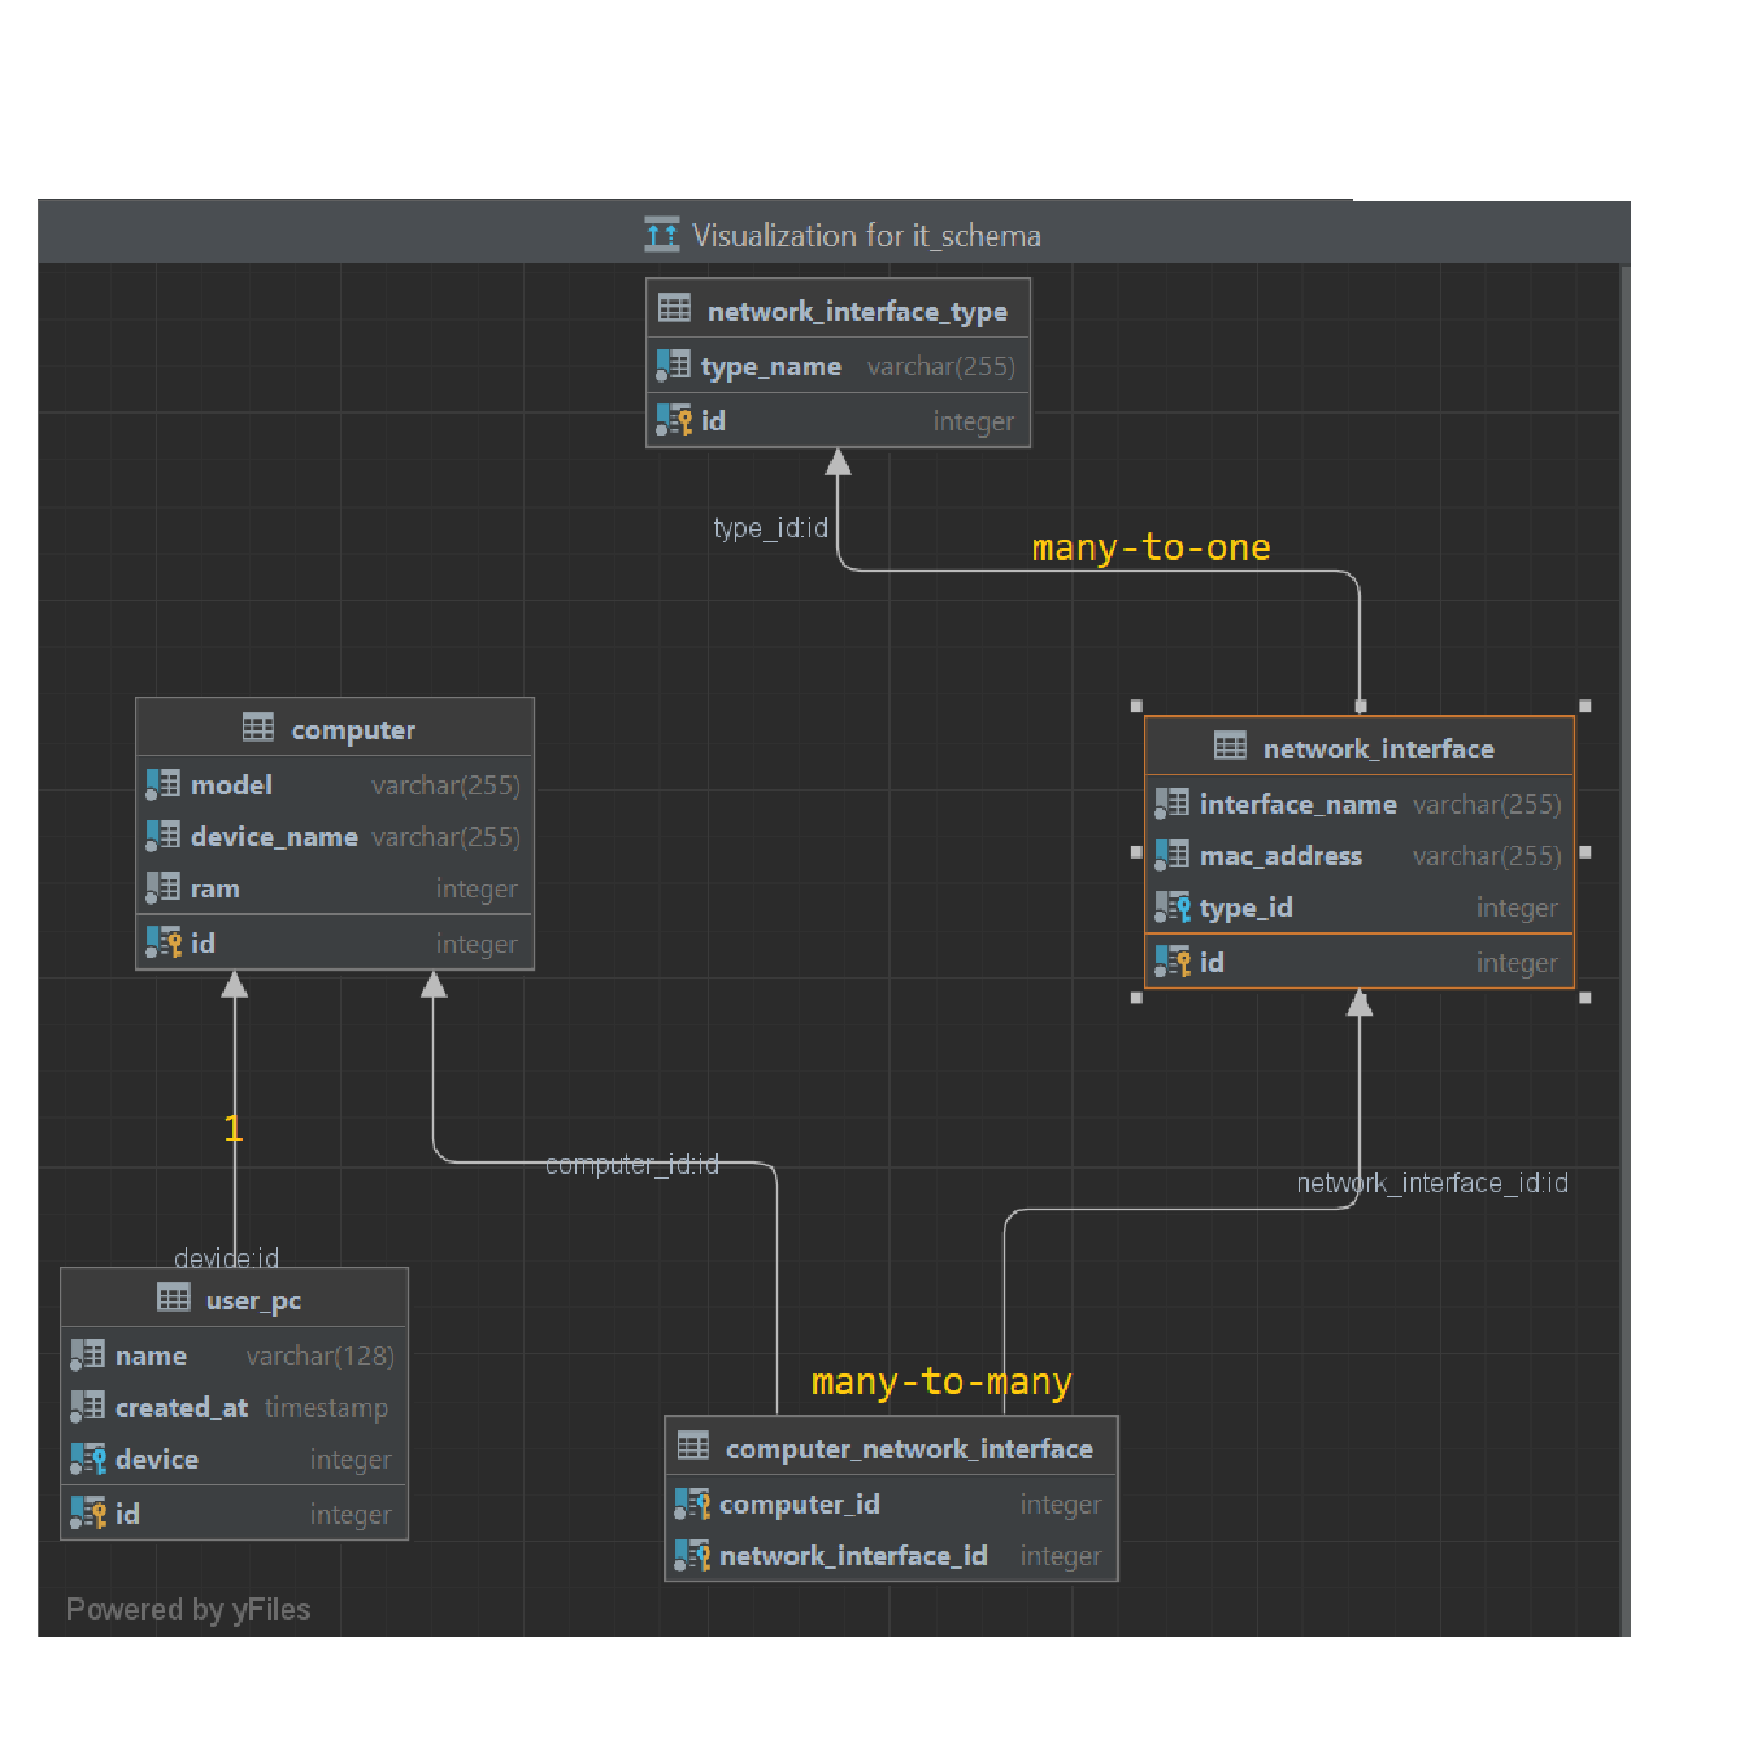 Visualization for it_schema
network_interface_type
type_name varchar(255)
id integer
type_id:id
many-to-one
computer
model varchar(255)
device_name varchar(255)
ram integer
id integer
network_interface
interface_name varchar(255)
mac_address varchar(255)
type_id integer
id integer
1
computer_id:id
network_interface_id:id
device:id
user_pc
name varchar(128)
created_at timestamp
device integer
id integer
many-to-many
computer_network_interface
computer_id integer
network_interface_id integer
Powered by yFiles